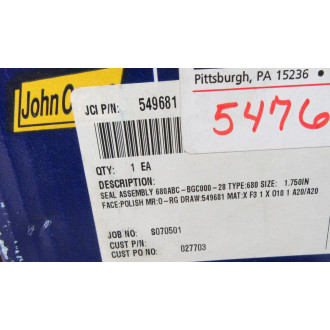 John C
JCI P/N: 549681
Pittsburgh, PA 15236 •
5476
QTY: 1 EA
DESCRIPTION:
SEAL ASSEMBLY 680ABC-BGC000-28 TYPE:680 SIZE: 1.750IN
FACE:POLISH MR:O-RG DRAW:549681 MAT:X F3 1 X O10 1 A20/A20
JOB NO: S070501
CUST P/N:
CUST PO NO: 027703